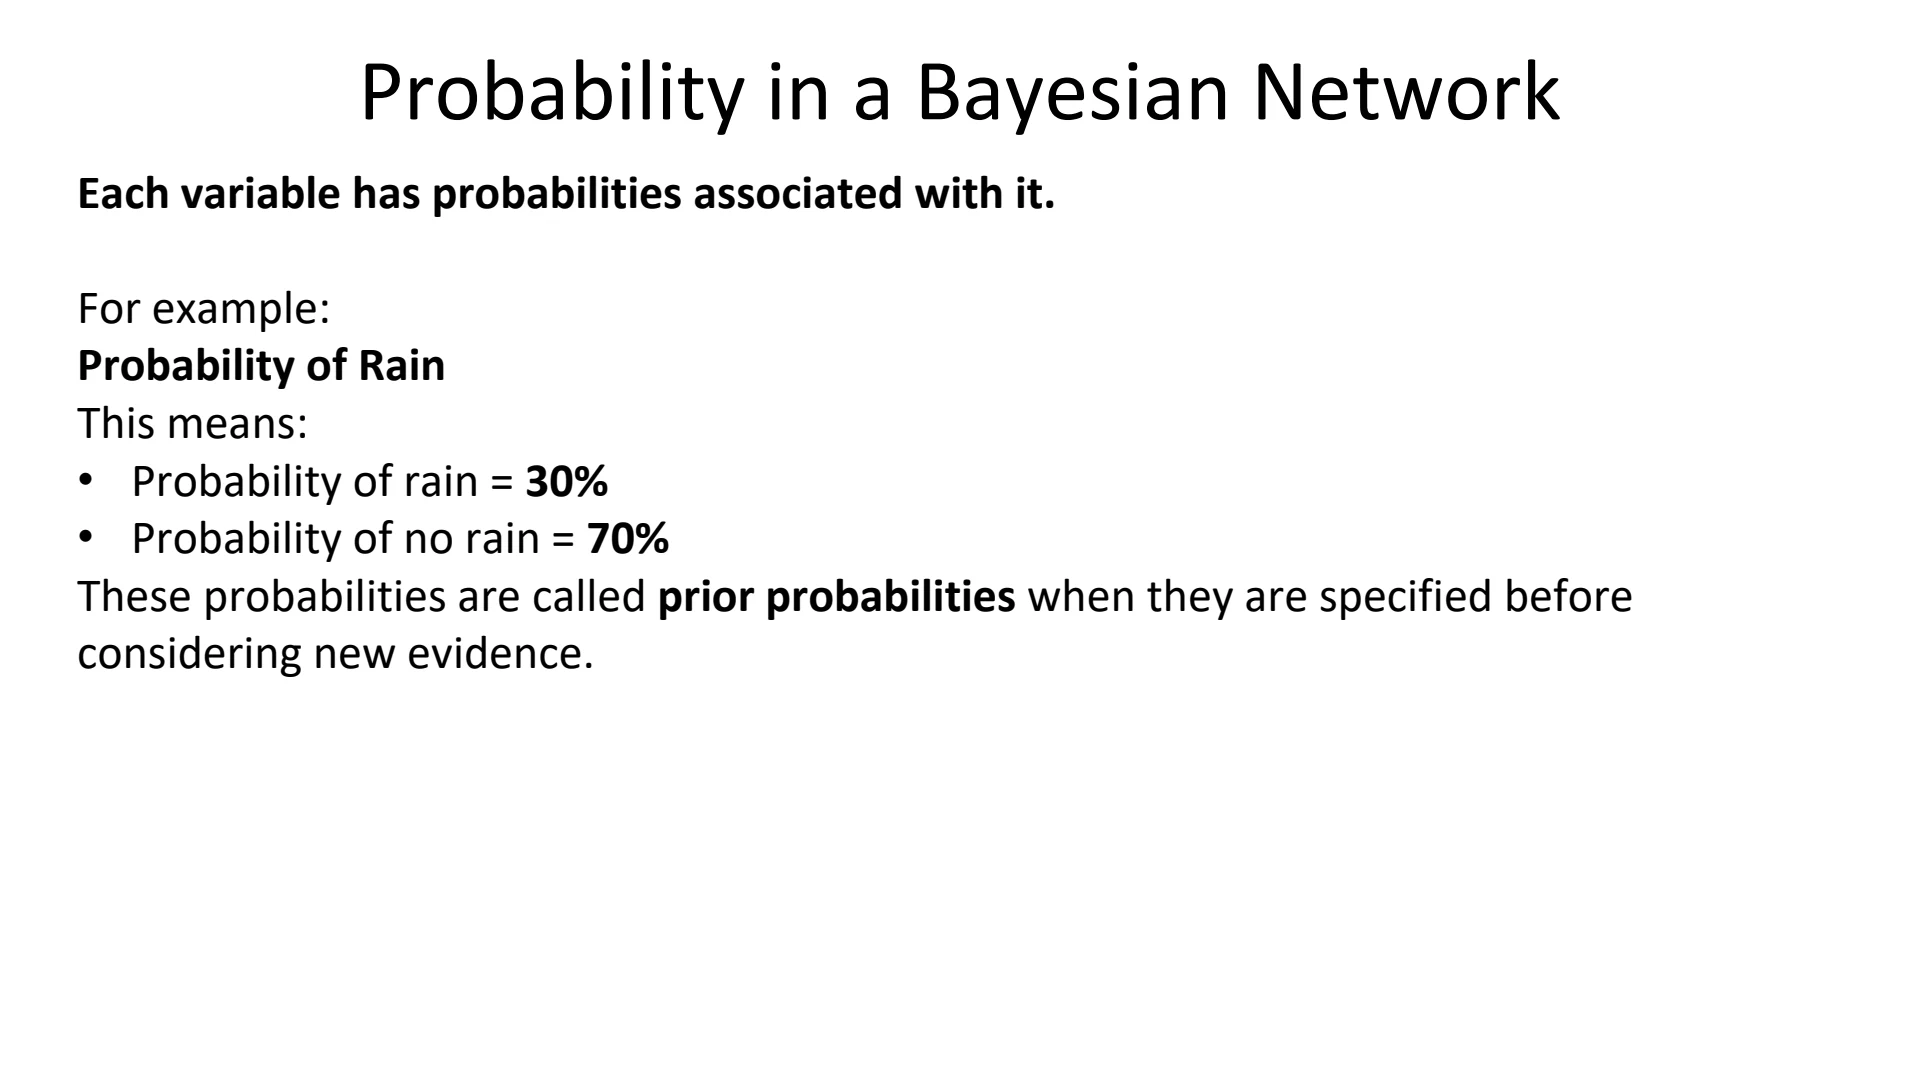 Probability in a Bayesian Network
Each variable has probabilities associated with it.
For example:
Probability of Rain
This means:
• Probability of rain = 30%
• Probability of no rain = 70%
These probabilities are called prior probabilities when they are specified before
considering new evidence.